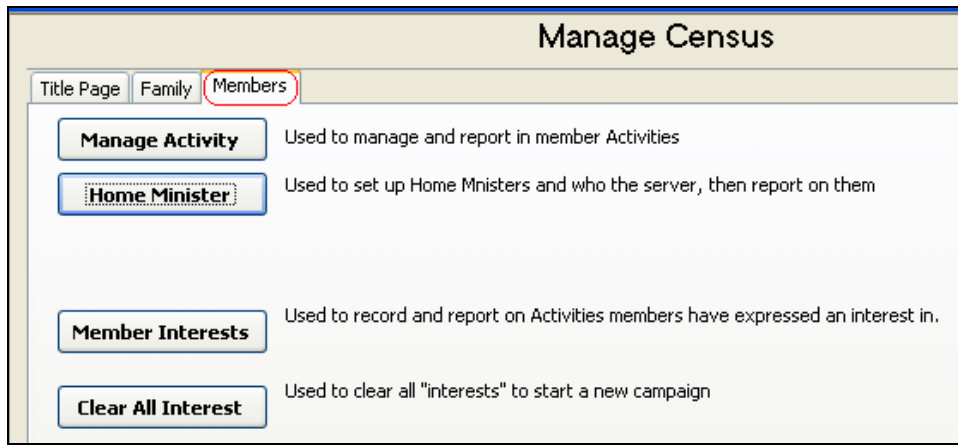 Manage Census
Title Page Family Members
Manage Activity Used to manage and report in member Activities
Home Minister Used to set up Home Mnisters and who the server, then report on them
Member Interests Used to record and report on Activities members have expressed an interest in.
Clear All Interest Used to clear all "interests" to start a new campaign